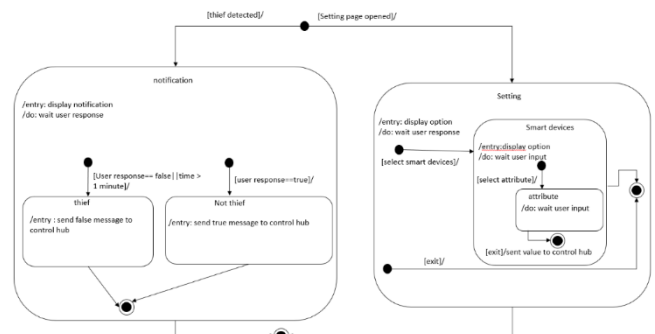 [thief detected]/
[Setting page opened]/
notification
/entry: display notification
/do: wait user response
[User response== false||time >
1 minute]/
[user response==true]/
thief
/entry : send false message to
control hub
Not thief
/entry: send true message to control hub
Setting
/entry: display option
/do: wait user response
[select smart devices]/
Smart devices
/entry:display option
/do: wait user input
[select attribute]/
attribute
/do: wait user input
[exit]/sent value to control hub
[exit]/